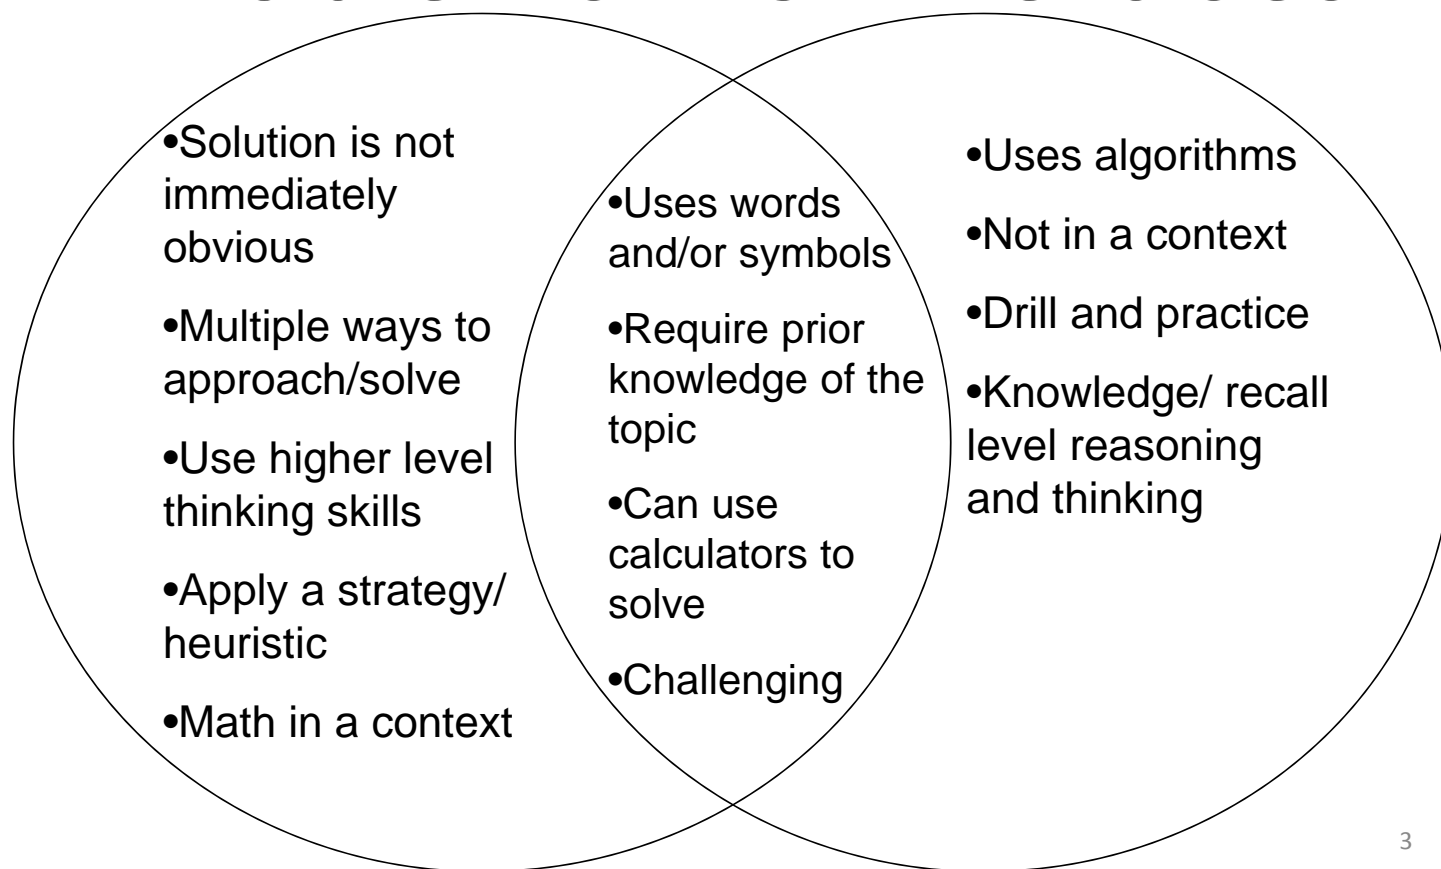 •Solution is not
immediately
obvious
•Multiple ways to
approach/solve
•Use higher level
thinking skills
•Apply a strategy/
heuristic
•Math in a context
•Uses words
and/or symbols
•Require prior
knowledge of the
topic
•Can use
calculators to
solve
•Challenging
•Uses algorithms
•Not in a context
•Drill and practice
•Knowledge/ recall
level reasoning
and thinking
3